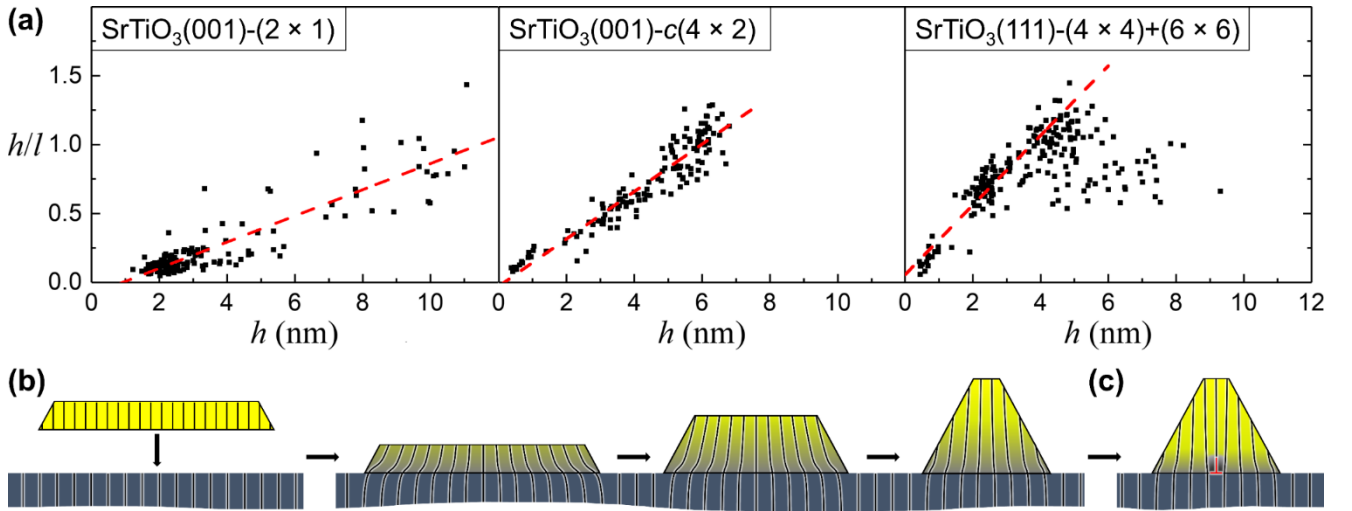 (a)
SrTiO₃(001)-(2 × 1)
SrTiO₃(001)-c(4 × 2)
SrTiO₃(111)-(4 × 4)+(6 × 6)
h/l
1.5
1.0
0.5
0.0
0 2 4 6 8 10 0 2 4 6 8 10 0 2 4 6 8 10 12
h (nm) h (nm) h (nm)
(b)
(c)